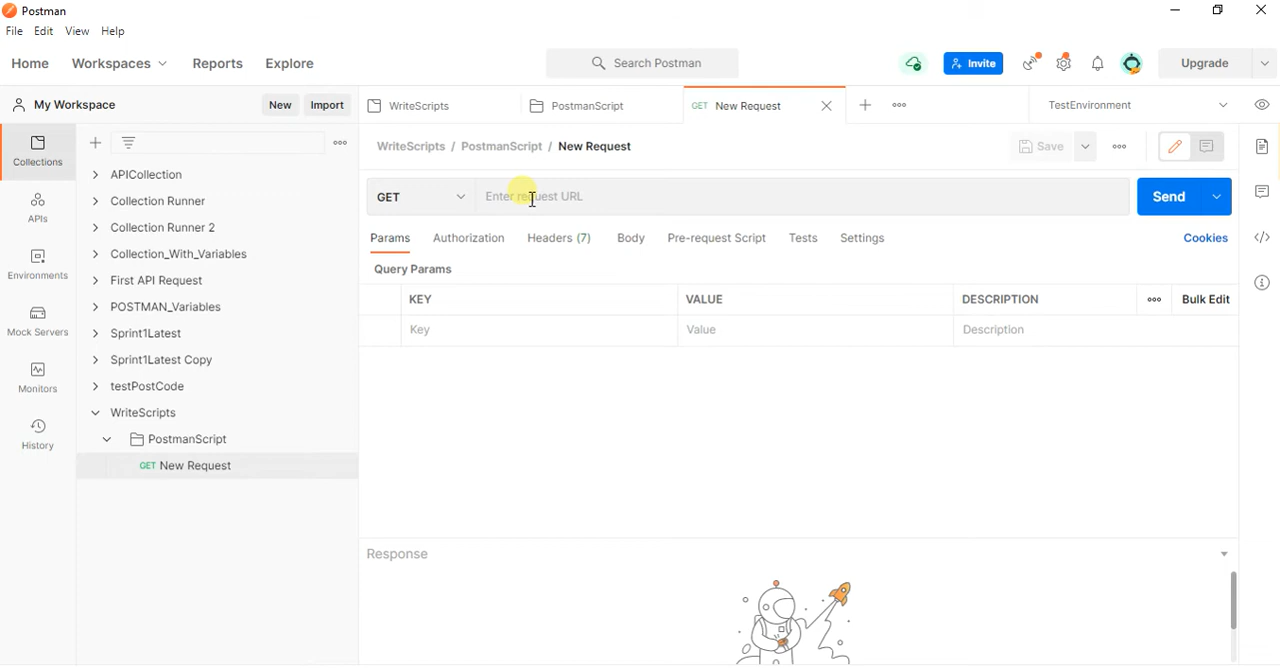 Postman
File Edit View Help
Home Workspaces Reports Explore Search Postman Invite Upgrade
My Workspace New Import WriteScripts PostmanScript GET New Request TestEnvironment
WriteScripts / PostmanScript / New Request Save
Collections
APIs
Environments
Mock Servers
Monitors
History
APICollection
Collection Runner
Collection Runner 2
Collection_With_Variables
First API Request
POSTMAN_Variables
Sprint1Latest
Sprint1Latest Copy
testPostCode
WriteScripts
PostmanScript
GET New Request
GET Enter request URL Send
Params Authorization Headers (7) Body Pre-request Script Tests Settings Cookies
Query Params
KEY VALUE DESCRIPTION Bulk Edit
Key Value Description
Response